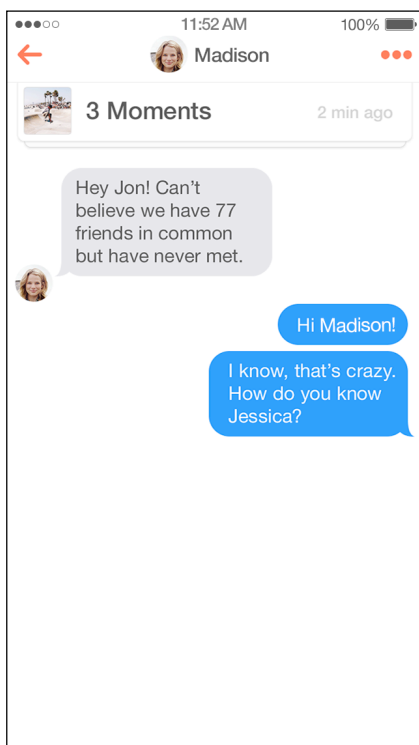 11:52 AM
100%
Madison
3 Moments
2 min ago
Hey Jon! Can't
believe we have 77
friends in common
but have never met.
Hi Madison!
I know, that's crazy.
How do you know
Jessica?